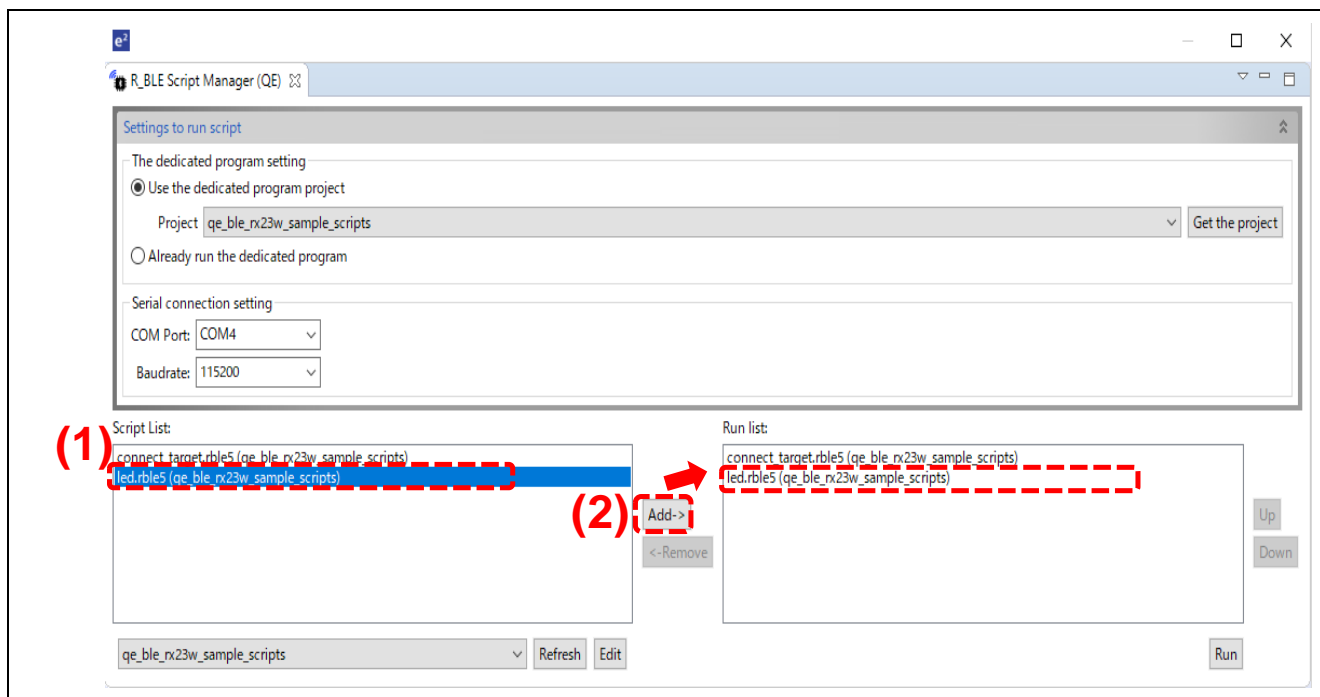 e²
R_BLE Script Manager (QE)
Settings to run script
The dedicated program setting
Use the dedicated program project
Project qe_ble_rx23w_sample_scripts Get the project
Already run the dedicated program
Serial connection setting
COM Port: COM4
Baudrate: 115200
Script List: Run list:
(1)
connect_target.rble5 (qe_ble_rx23w_sample_scripts) connect_target.rble5 (qe_ble_rx23w_sample_scripts)
led.rble5 (qe_ble_rx23w_sample_scripts) led.rble5 (qe_ble_rx23w_sample_scripts)
(2) Add-> Up
<-Remove Down
qe_ble_rx23w_sample_scripts Refresh Edit Run